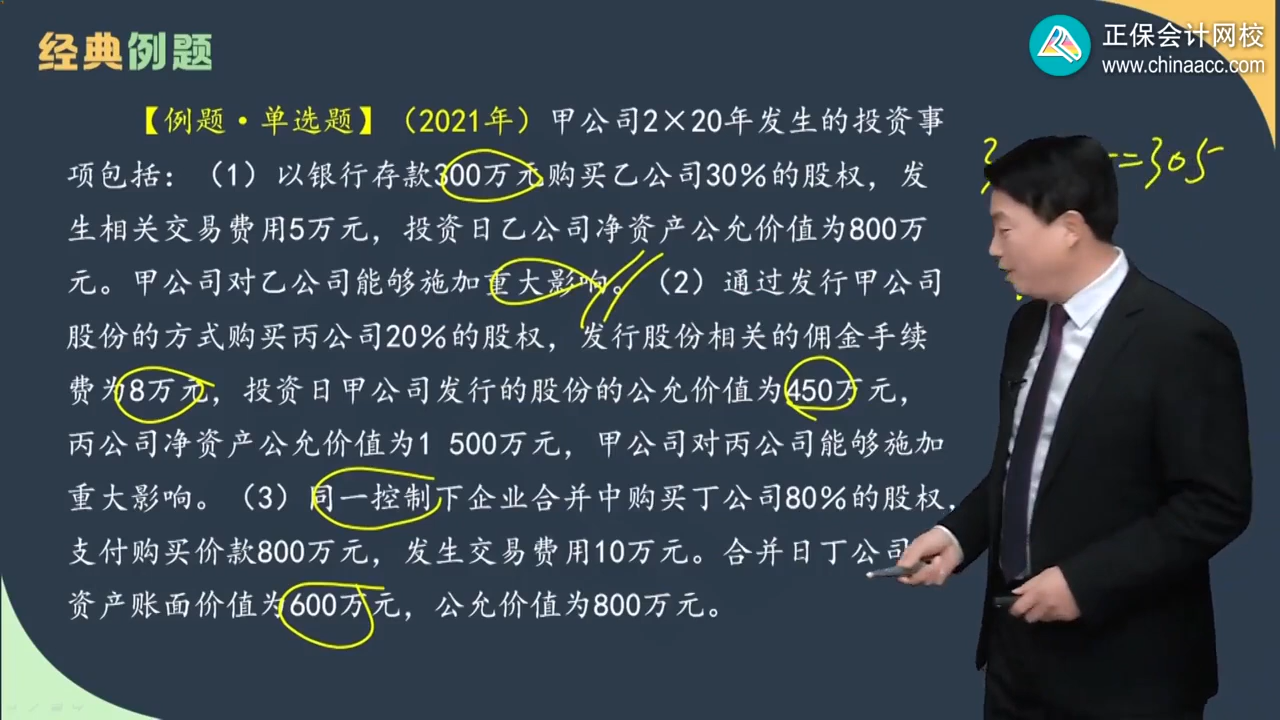 经典例题
正保会计网校
www.chinaacc.com
【例题·单选题】（2021年）甲公司2×20年发生的投资事
项包括：（1）以银行存款300万元购买乙公司30%的股权，发
生相关交易费用5万元，投资日乙公司净资产公允价值为800万
元。甲公司对乙公司能够施加重大影响。（2）通过发行甲公司
股份的方式购买丙公司20%的股权，发行股份相关的佣金手续
费为8万元，投资日甲公司发行的股份的公允价值为450万元，
丙公司净资产公允价值为1 500万元，甲公司对丙公司能够施加
重大影响。（3）同一控制下企业合并中购买丁公司80%的股权，
支付购买价款800万元，发生交易费用10万元。合并日丁公司
资产账面价值为600万元，公允价值为800万元。
=305